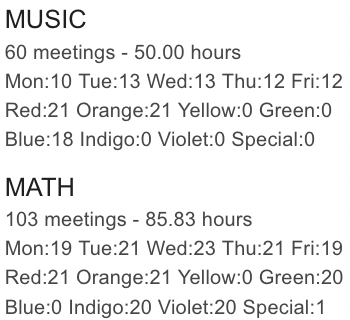 MUSIC
60 meetings - 50.00 hours
Mon:10 Tue:13 Wed:13 Thu:12 Fri:12
Red:21 Orange:21 Yellow:0 Green:0
Blue:18 Indigo:0 Violet:0 Special:0
MATH
103 meetings - 85.83 hours
Mon:19 Tue:21 Wed:23 Thu:21 Fri:19
Red:21 Orange:21 Yellow:0 Green:20
Blue:0 Indigo:20 Violet:20 Special:1